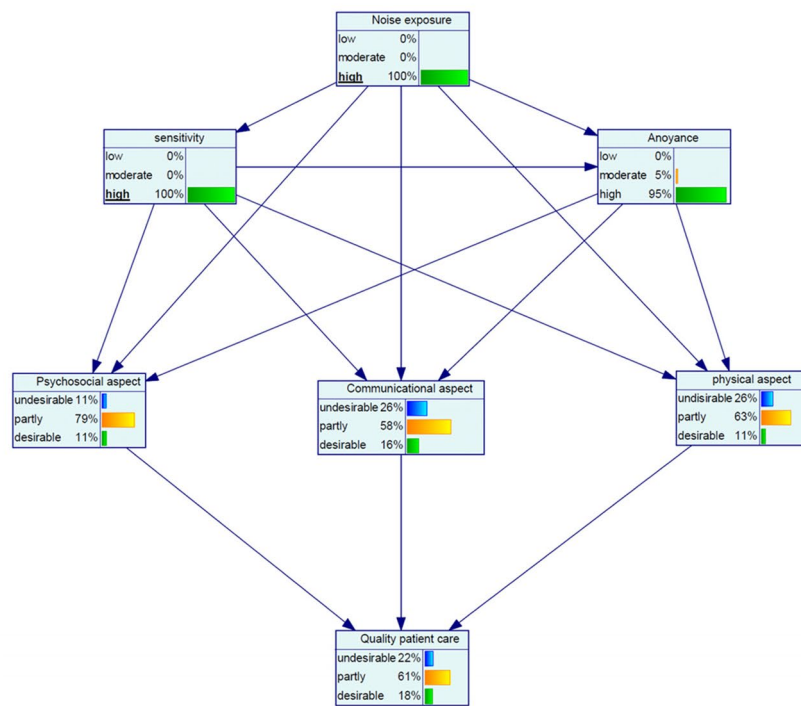 Noise exposure
low 0%
moderate 0%
high 100%
sensitivity
low 0%
moderate 0%
high 100%
Anoyance
low 0%
moderate 5%
high 95%
Psychosocial aspect
undesirable 11%
partly 79%
desirable 11%
Communicational aspect
undesirable 26%
partly 58%
desirable 16%
physical aspect
undisirable 26%
partly 63%
desirable 11%
Quality patient care
undesirable 22%
partly 61%
desirable 18%